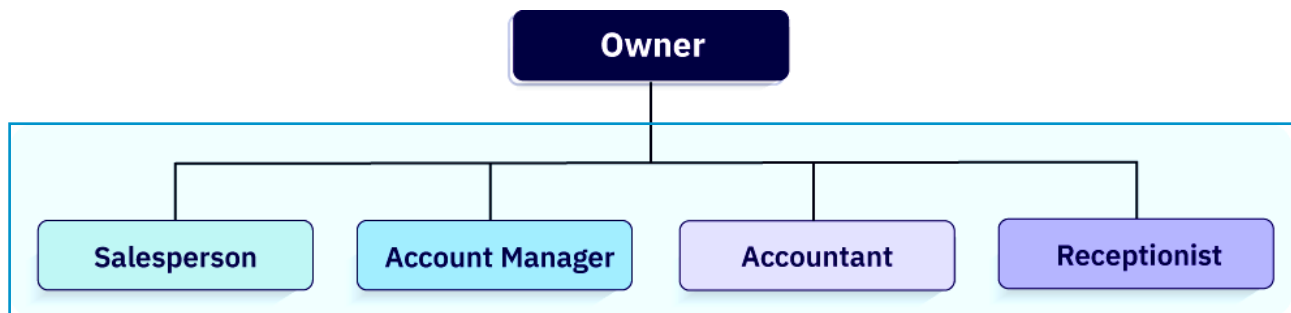 Owner
Salesperson
Account Manager
Accountant
Receptionist